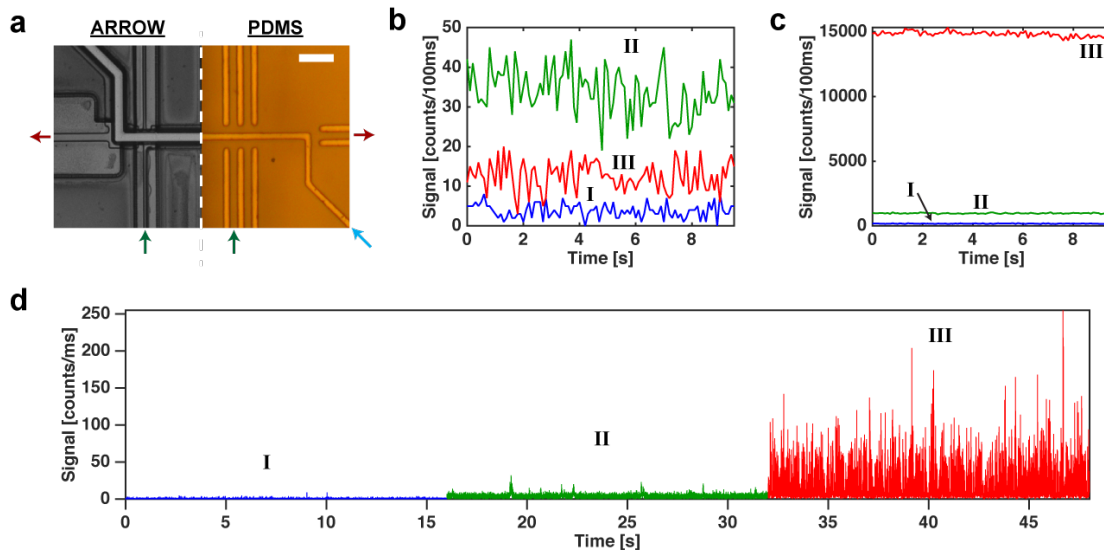 a
ARROW PDMS
b
50
40
30
20
10
0
Signal [counts/100ms]
II
III
I
0 2 4 6 8
Time [s]
c
15000
10000
5000
0
Signal [counts/100ms]
III
I
II
0 2 4 6 8
Time [s]
d
250
200
150
100
50
0
Signal [counts/ms]
I
II
III
0 5 10 15 20 25 30 35 40 45
Time [s]